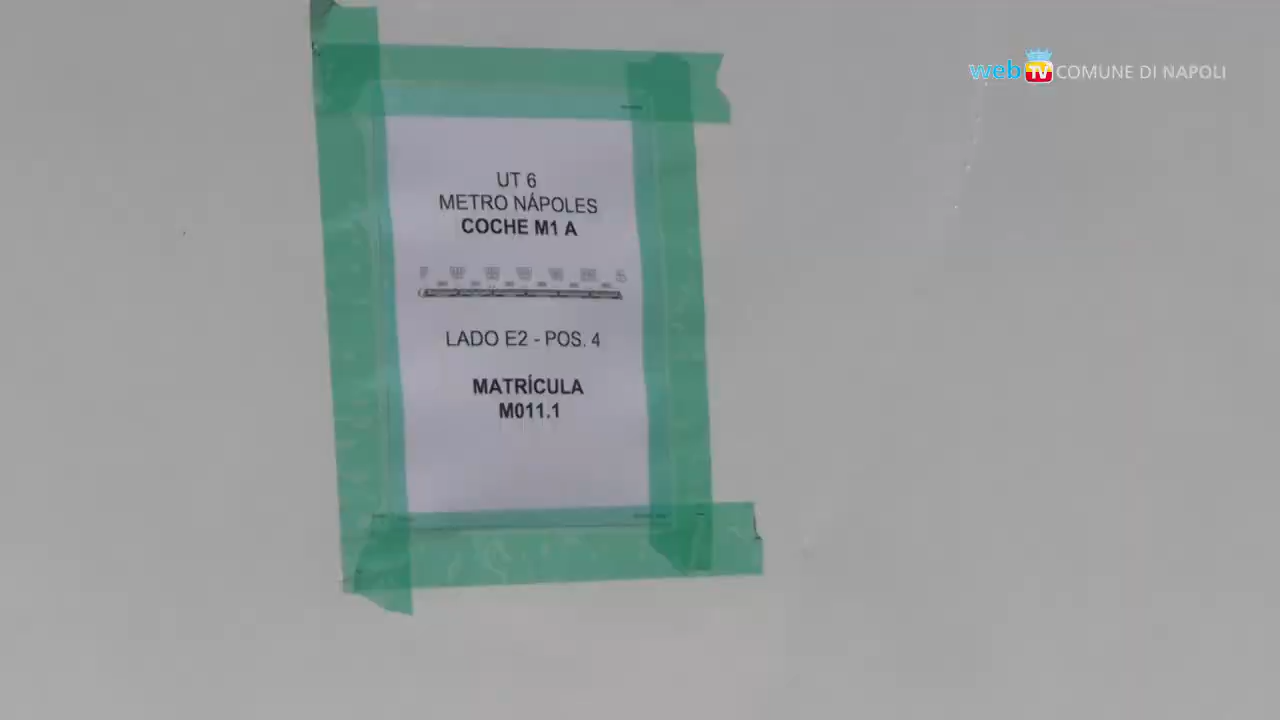 web TV COMUNE DI NAPOLI
UT 6
METRO NÁPOLES
COCHE M1 A
LADO E2 - POS. 4
MATRÍCULA
M011.1